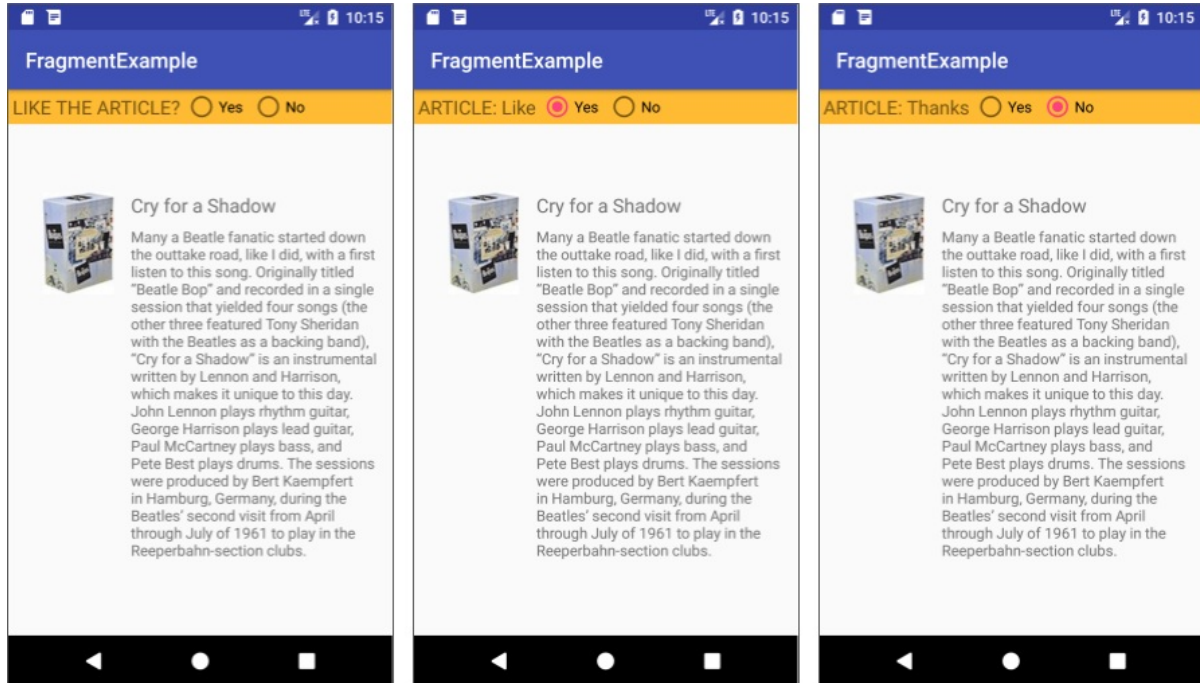 LTE 10:15
FragmentExample
LIKE THE ARTICLE? Yes No
Cry for a Shadow
Many a Beatle fanatic started down
the outtake road, like I did, with a first
listen to this song. Originally titled
“Beatle Bop” and recorded in a single
session that yielded four songs (the
other three featured Tony Sheridan
with the Beatles as a backing band),
“Cry for a Shadow” is an instrumental
written by Lennon and Harrison,
which makes it unique to this day.
John Lennon plays rhythm guitar,
George Harrison plays lead guitar,
Paul McCartney plays bass, and
Pete Best plays drums. The sessions
were produced by Bert Kaempfert
in Hamburg, Germany, during the
Beatles’ second visit from April
through July of 1961 to play in the
Reeperbahn-section clubs.
LTE 10:15
FragmentExample
ARTICLE: Like Yes No
Cry for a Shadow
Many a Beatle fanatic started down
the outtake road, like I did, with a first
listen to this song. Originally titled
“Beatle Bop” and recorded in a single
session that yielded four songs (the
other three featured Tony Sheridan
with the Beatles as a backing band),
“Cry for a Shadow” is an instrumental
written by Lennon and Harrison,
which makes it unique to this day.
John Lennon plays rhythm guitar,
George Harrison plays lead guitar,
Paul McCartney plays bass, and
Pete Best plays drums. The sessions
were produced by Bert Kaempfert
in Hamburg, Germany, during the
Beatles’ second visit from April
through July of 1961 to play in the
Reeperbahn-section clubs.
LTE 10:15
FragmentExample
ARTICLE: Thanks Yes No
Cry for a Shadow
Many a Beatle fanatic started down
the outtake road, like I did, with a first
listen to this song. Originally titled
“Beatle Bop” and recorded in a single
session that yielded four songs (the
other three featured Tony Sheridan
with the Beatles as a backing band),
“Cry for a Shadow” is an instrumental
written by Lennon and Harrison,
which makes it unique to this day.
John Lennon plays rhythm guitar,
George Harrison plays lead guitar,
Paul McCartney plays bass, and
Pete Best plays drums. The sessions
were produced by Bert Kaempfert
in Hamburg, Germany, during the
Beatles’ second visit from April
through July of 1961 to play in the
Reeperbahn-section clubs.